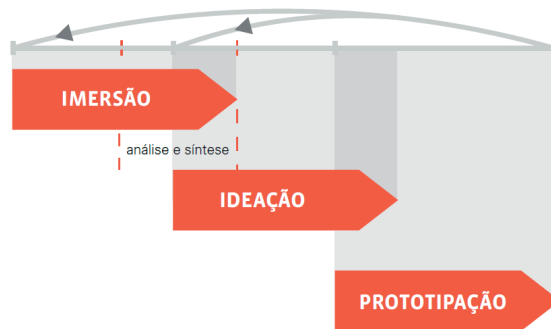 IMERSÃO
análise e síntese
IDEAÇÃO
PROTOTIPAÇÃO